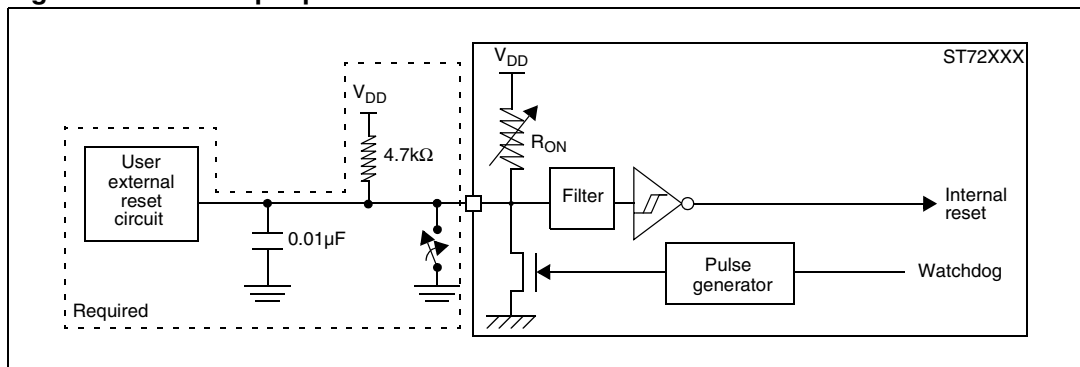 ST72XXX
VDD
VDD
RON
4.7kΩ
User
external
reset
circuit
Filter
Internal
reset
0.01µF
Pulse
generator
Watchdog
Required